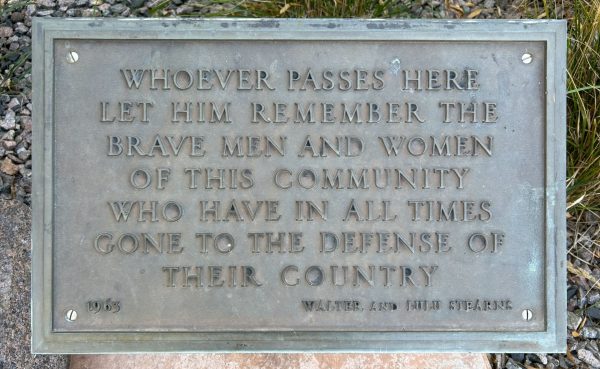 WHOEVER PASSES HERE
LET HIM REMEMBER THE
BRAVE MEN AND WOMEN
OF THIS COMMUNITY
WHO HAVE IN ALL TIMES
GONE TO THE DEFENSE OF
THEIR COUNTRY
1963 WALTER AND LULU STEARNS